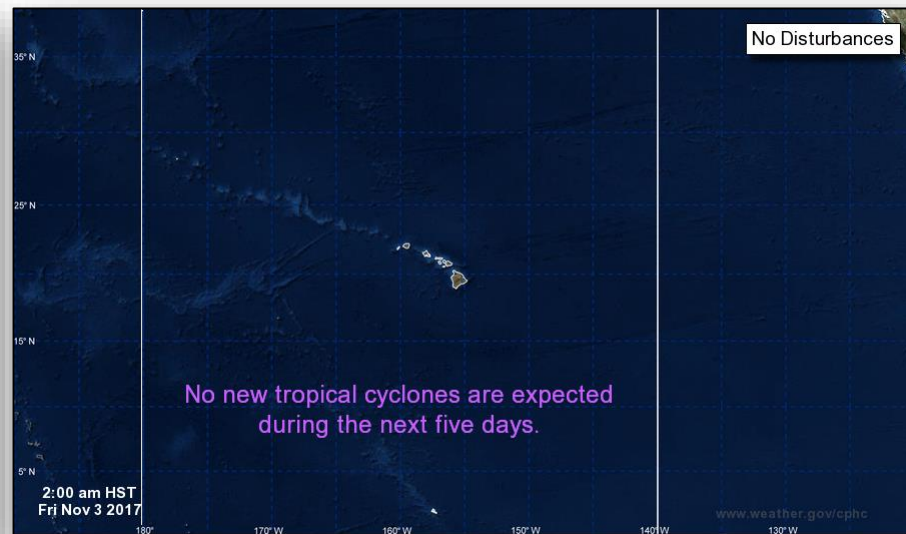 No Disturbances
35° N
25° N
15° N
No new tropical cyclones are expected
during the next five days.
5° N
2:00 am HST
Fri Nov 3 2017
www.weather.gov/cphc
180°
170° W
160° W
150° W
140° W
130° W